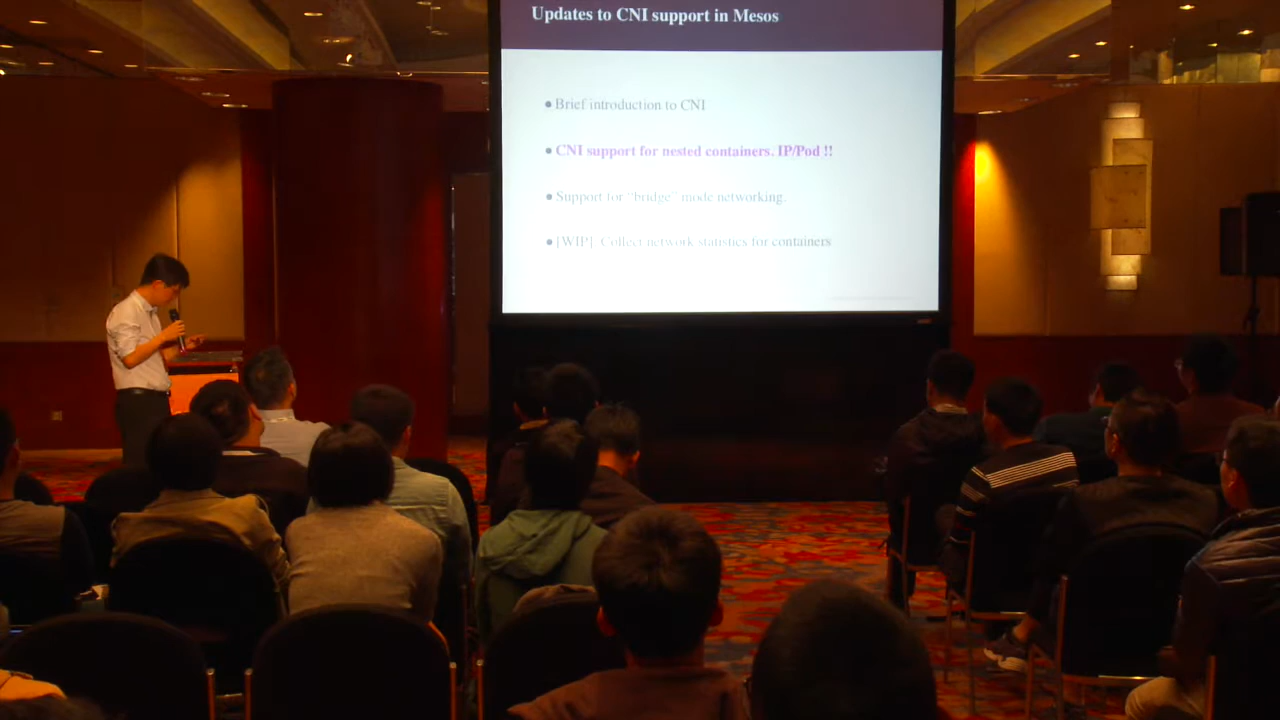 Updates to CNI support in Mesos
● Brief introduction to CNI
● CNI support for nested containers. IP/Pod !!
● Support for “bridge” mode networking.
● [WIP] Collect network statistics for containers